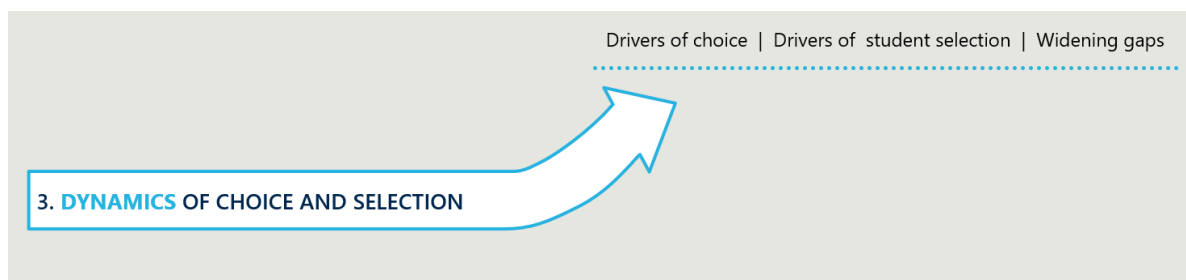 Drivers of choice | Drivers of student selection | Widening gaps
3. DYNAMICS OF CHOICE AND SELECTION